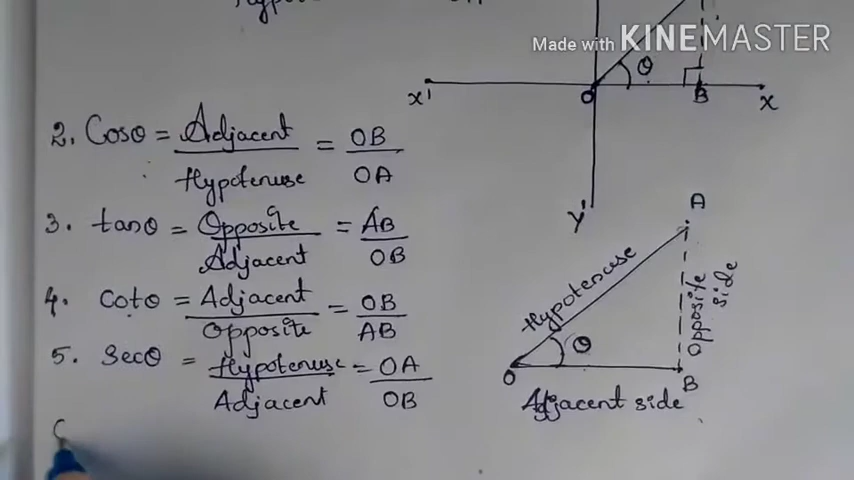 Hypote
Made with KINEMASTER
θ
x' O B x
2. Cosθ = Adjacent / Hypotenuse = OB / OA
y'
A
3. tanθ = Opposite / Adjacent = AB / OB
Hypotenuse
Opposite side
4. Cotθ = Adjacent / Opposite = OB / AB
5. Secθ = Hypotenuse / Adjacent = OA / OB
θ
O B
Adjacent side